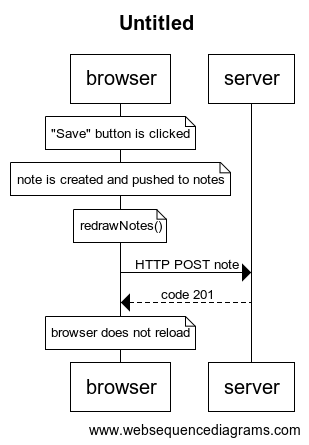 Untitled
browser
server
"Save" button is clicked
note is created and pushed to notes
redrawNotes()
HTTP POST note
code 201
browser does not reload
browser
server
www.websequencediagrams.com